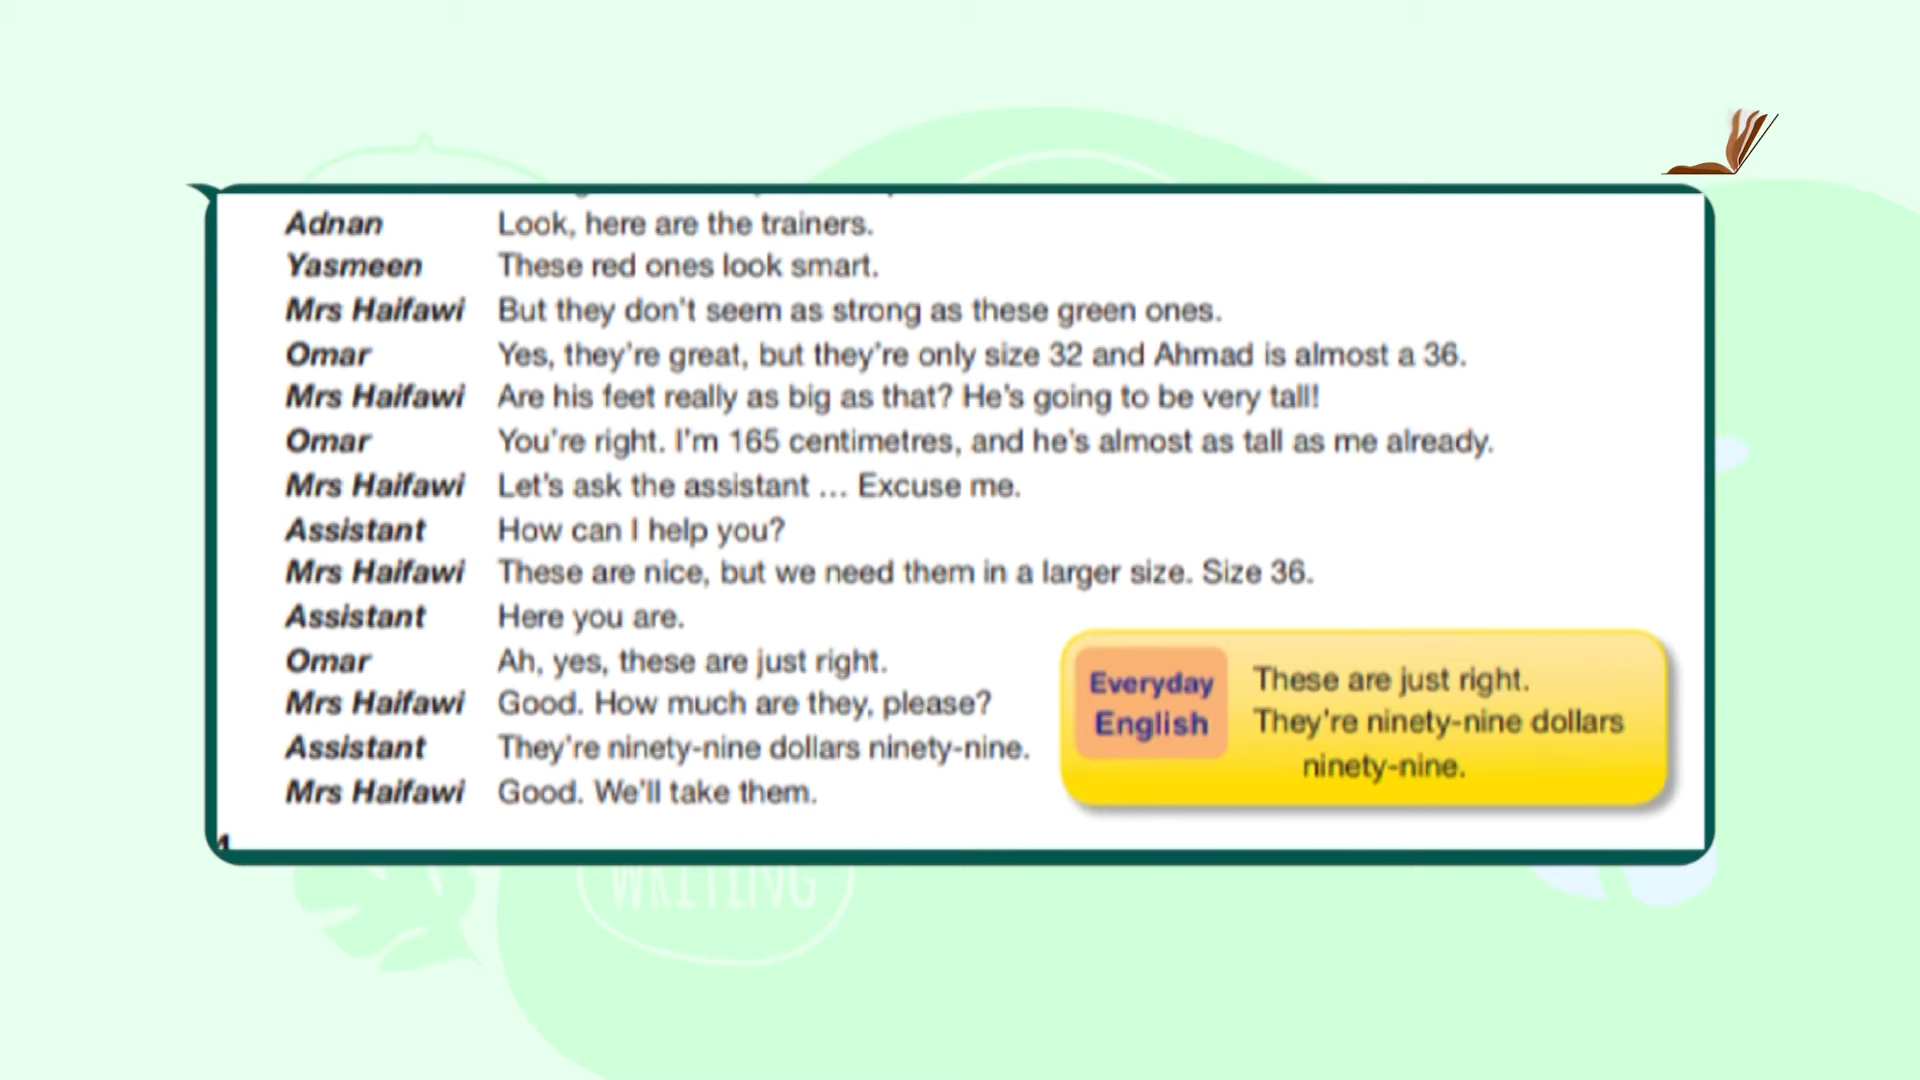 Adnan Look, here are the trainers.
Yasmeen These red ones look smart.
Mrs Haifawi But they don't seem as strong as these green ones.
Omar Yes, they're great, but they're only size 32 and Ahmad is almost a 36.
Mrs Haifawi Are his feet really as big as that? He's going to be very tall!
Omar You're right. I'm 165 centimetres, and he's almost as tall as me already.
Mrs Haifawi Let's ask the assistant ... Excuse me.
Assistant How can I help you?
Mrs Haifawi These are nice, but we need them in a larger size. Size 36.
Assistant Here you are.
Omar Ah, yes, these are just right.
Mrs Haifawi Good. How much are they, please?
Assistant They're ninety-nine dollars ninety-nine.
Mrs Haifawi Good. We'll take them.
Everyday
English
These are just right.
They're ninety-nine dollars
ninety-nine.
WRITING